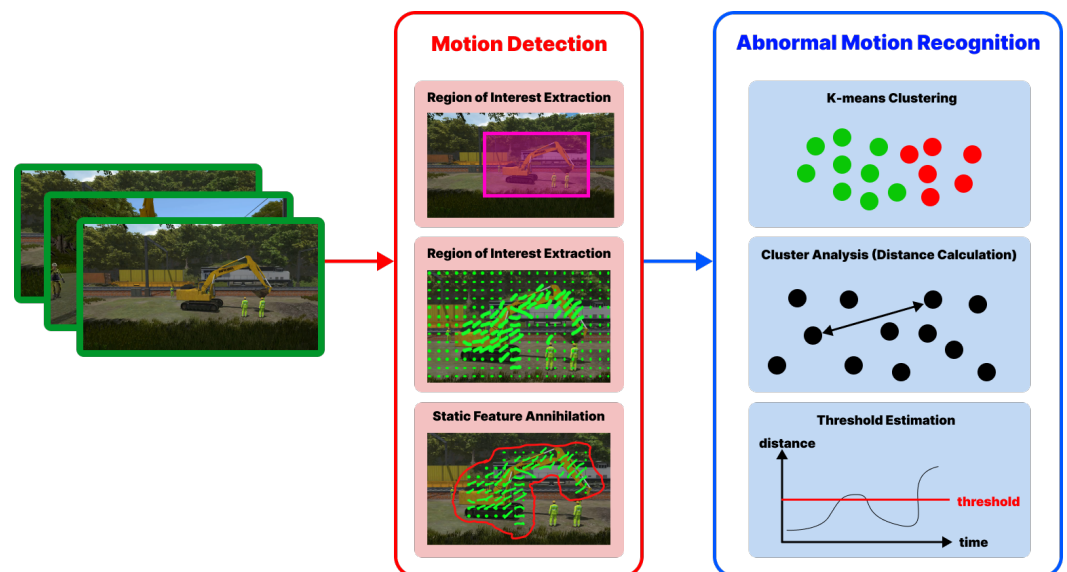 Motion Detection
Region of Interest Extraction
Region of Interest Extraction
Static Feature Annihilation
Abnormal Motion Recognition
K-means Clustering
Cluster Analysis (Distance Calculation)
Threshold Estimation
distance
threshold
time